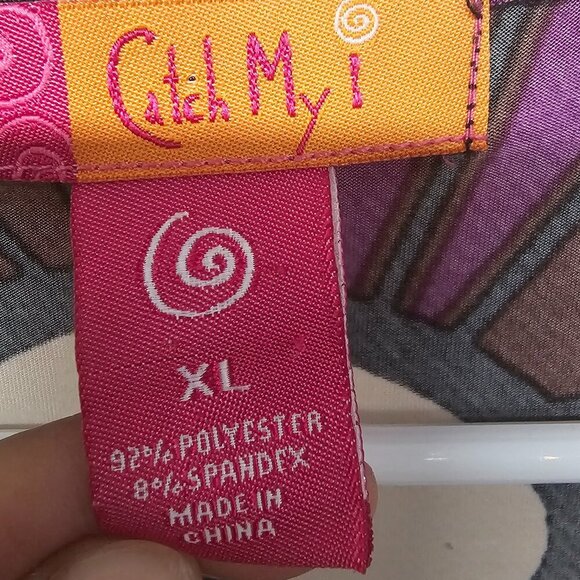 Catch My !
XL
92% POLYESTER
8% SPANDEX
MADE IN
CHINA